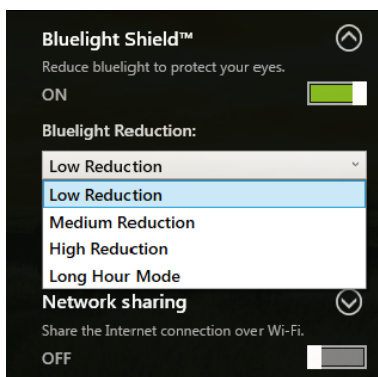 Bluelight Shield™
Reduce bluelight to protect your eyes.
ON
Bluelight Reduction:
Low Reduction
Low Reduction
Medium Reduction
High Reduction
Long Hour Mode
Network sharing
Share the Internet connection over Wi-Fi.
OFF